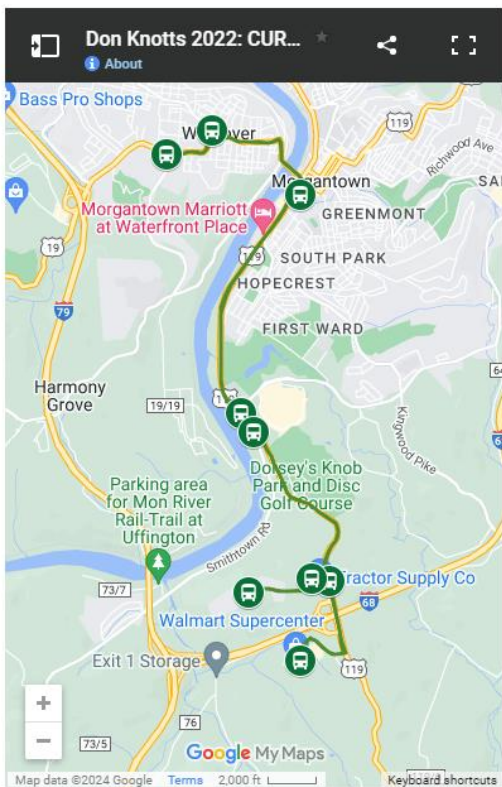 Don Knotts 2022: CUR...
About
Bass Pro Shops
119
Richwood Ave
Morgantown
Morgantown Marriott
at Waterfront Place
GREENMONT
19
SOUTH PARK
HOPECREST
79
FIRST WARD
Harmony
Grove
19/19
Kingwood Pike
Dorsey's Knob
Park and Disc
Golf Course
Parking area
for Mon River
Rail-Trail at
Uffington
Smithtown Rd
Tractor Supply Co
73/7
68
Walmart Supercenter
Exit 1 Storage
119
76
73/5
Google My Maps
Map data ©2024 Google
Terms
2,000 ft
Keyboard shortcuts